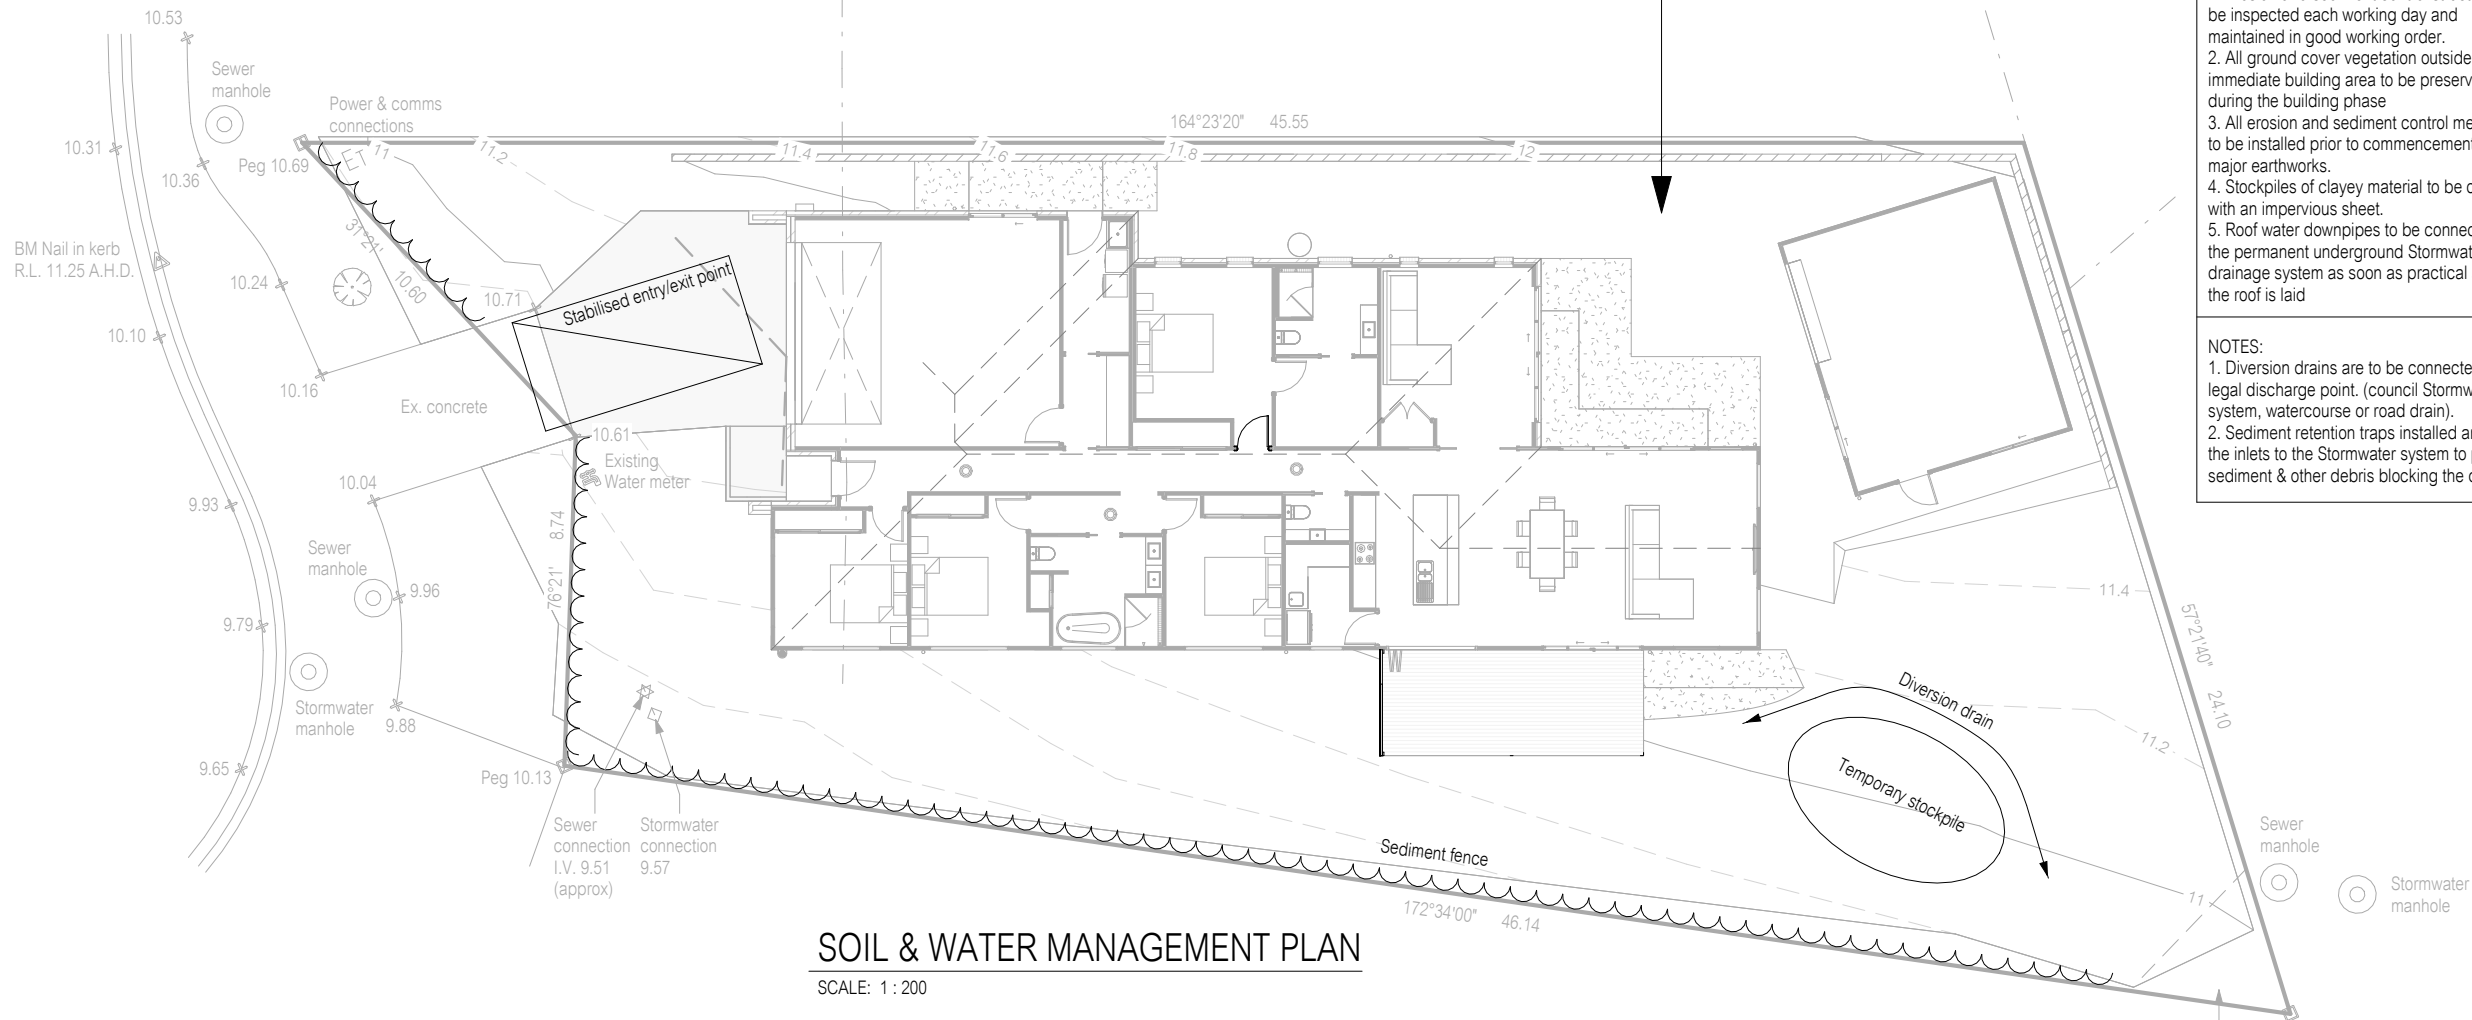 10.53
Sewer
manhole
Power & comms
connections
10.31
10.36
Peg 10.69
ET
11
11.2
11.4
11.6
11.8
12
164°23'20" 45.55
BM Nail in kerb
R.L. 11.25 A.H.D.
31°21'
10.60
10.24
10.71
Stabilised entry/exit point
10.10
10.16
Ex. concrete
10.61
Existing
Water meter
10.04
9.93
8.74
76°21'
Sewer
manhole
9.96
9.79
Stormwater
manhole
9.88
9.65
Peg 10.13
Sewer
connection
I.V. 9.51
(approx)
Stormwater
connection
9.57
W
11.4
57°21'40" 24.10
11.2
Diversion drain
Temporary stockpile
Sediment fence
172°34'00" 46.14
11
Sewer
manhole
Stormwater
manhole
SOIL & WATER MANAGEMENT PLAN
SCALE: 1 : 200
be inspected each working day and
maintained in good working order.
2. All ground cover vegetation outside
immediate building area to be preserv
during the building phase
3. All erosion and sediment control me
to be installed prior to commencement
major earthworks.
4. Stockpiles of clayey material to be c
with an impervious sheet.
5. Roof water downpipes to be connec
the permanent underground Stormwat
drainage system as soon as practical
the roof is laid
NOTES:
1. Diversion drains are to be connecte
legal discharge point. (council Stormw
system, watercourse or road drain).
2. Sediment retention traps installed ar
the inlets to the Stormwater system to p
sediment & other debris blocking the d